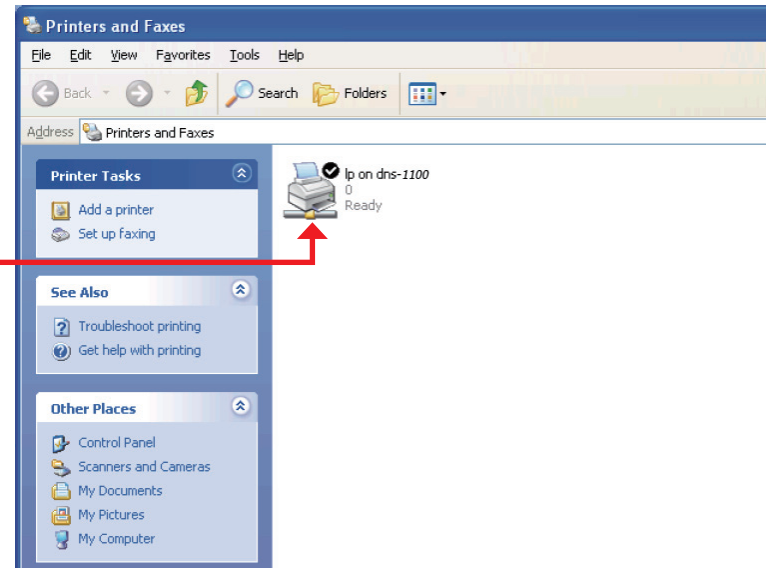 Printers and Faxes
File Edit View Favorites Tools Help
Back Search Folders
Address Printers and Faxes
Printer Tasks
Add a printer
Set up faxing
See Also
Troubleshoot printing
Get help with printing
Other Places
Control Panel
Scanners and Cameras
My Documents
My Pictures
My Computer
lp on dns-1100
0
Ready